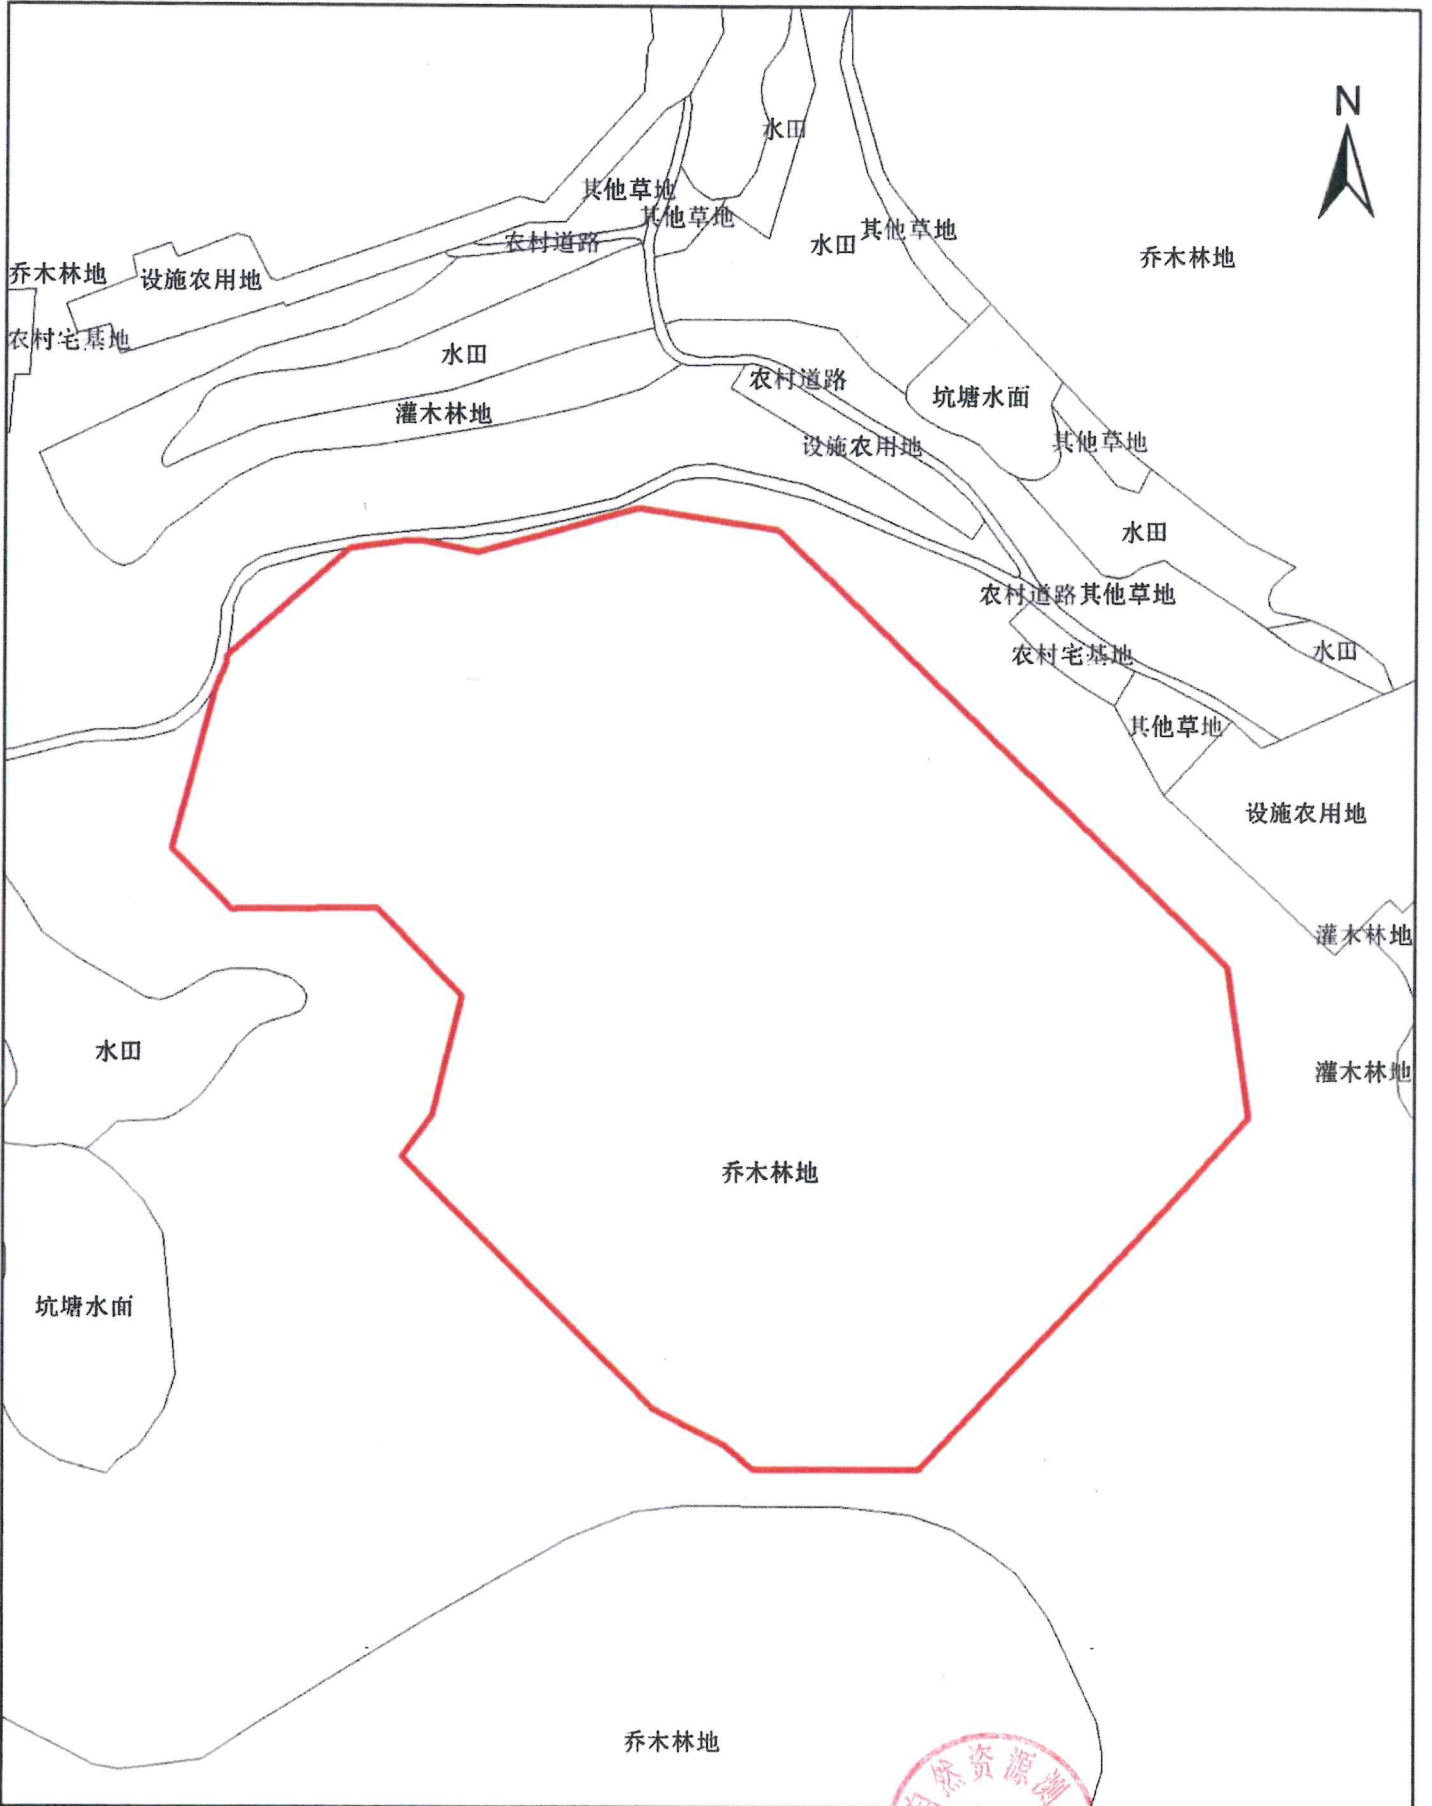 N
水田
其他草地
其他草地
其他草地
农村道路
水田
乔木林地
乔木林地
设施农用地
农村宅基地
水田
农村道路
坑塘水面
灌木林地
其他草地
设施农用地
水田
农村道路
其他草地
农村宅基地
水田
其他草地
设施农用地
灌木林地
水田
灌木林地
乔木林地
坑塘水面
乔木林地
自然资源测